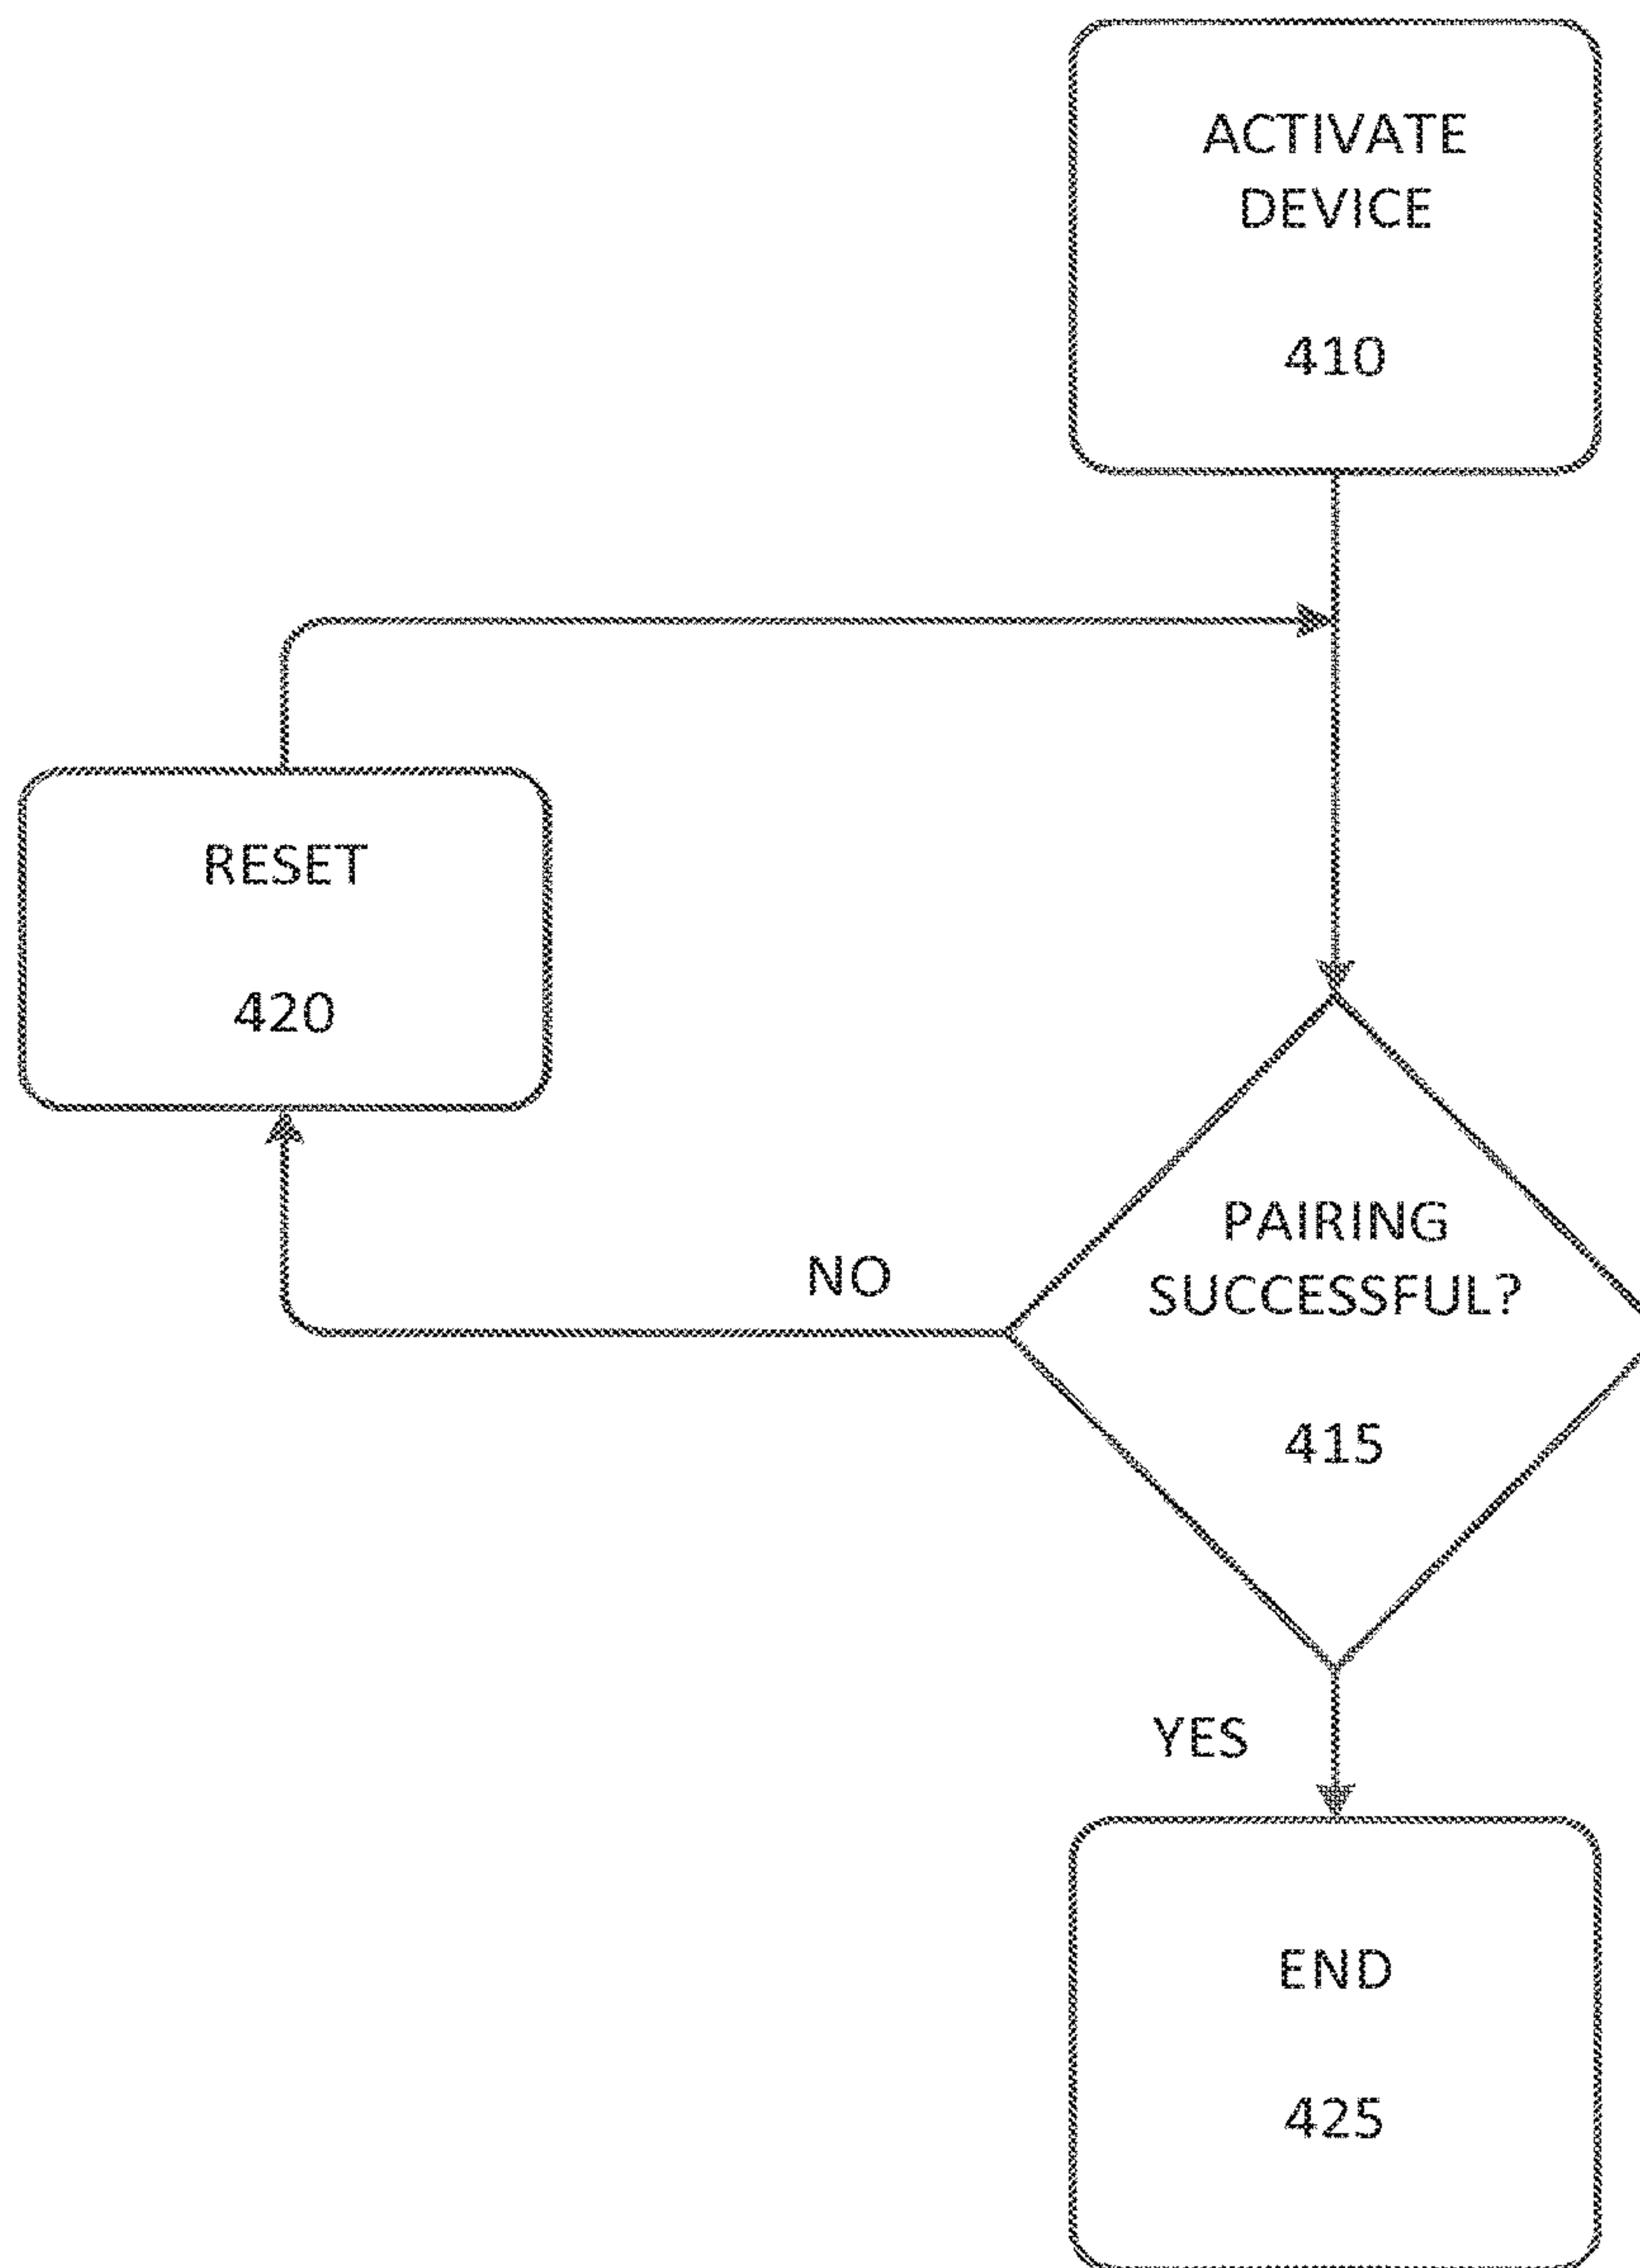 ACTIVATE
DEVICE
410
RESET
420
NO
PAIRING
SUCCESSFUL?
415
YES
END
425